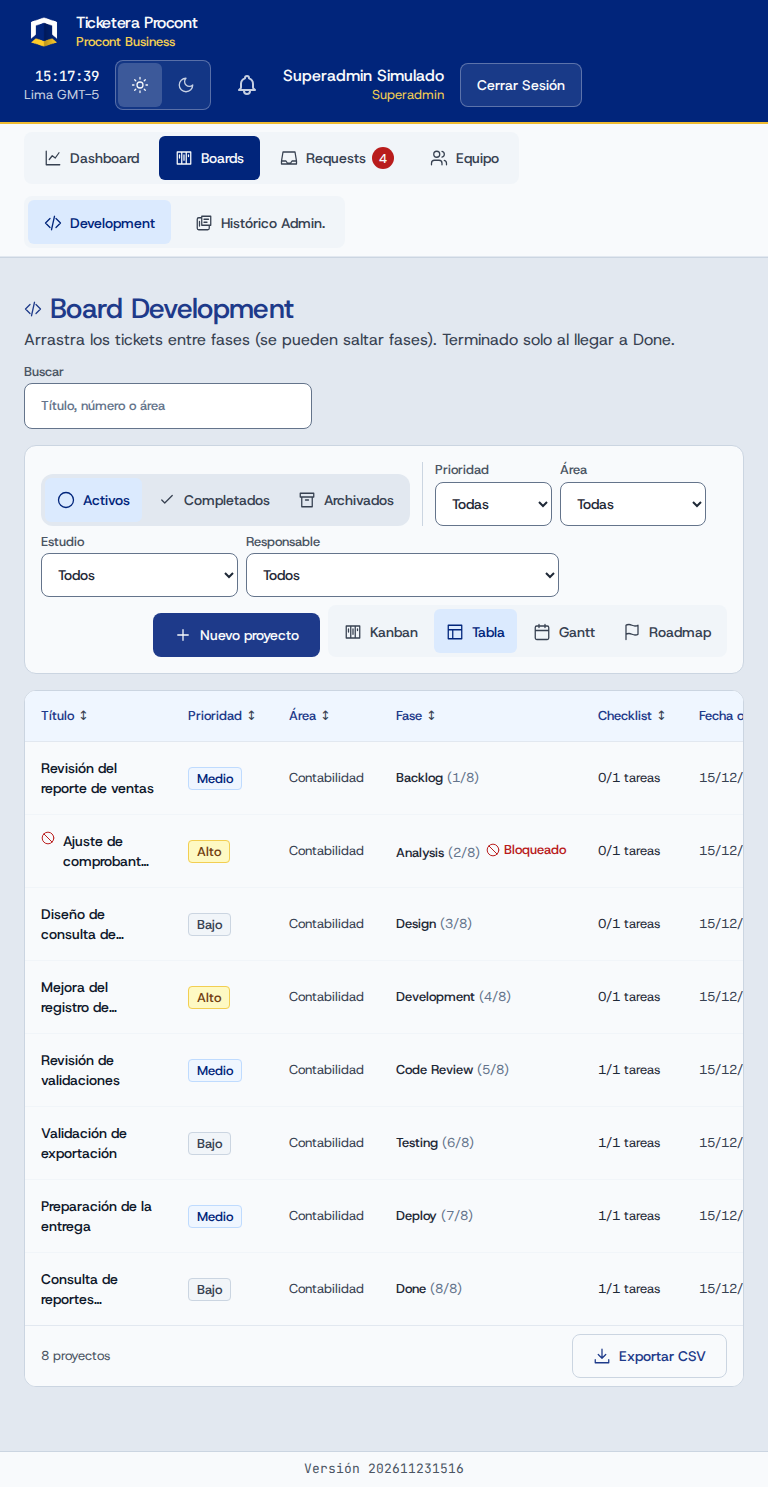 Ticketera Procont
Procont Business
15:17:39
Lima GMT-5
Superadmin Simulado
Superadmin
Cerrar Sesión
Dashboard
Boards
Requests 4
Equipo
Development
Histórico Admin.
Board Development
Arrastra los tickets entre fases (se pueden saltar fases). Terminado solo al llegar a Done.
Buscar
Título, número o área
Activos
Completados
Archivados
Prioridad
Todas
Área
Todas
Estudio
Todos
Responsable
Todos
+ Nuevo proyecto
Kanban
Tabla
Gantt
Roadmap
Título ↕ Prioridad ↕ Área ↕ Fase ↕ Checklist ↕ Fecha
Revisión del
reporte de ventas
Medio
Contabilidad
Backlog (1/8)
0/1 tareas
15/12/
Ajuste de
comprobant…
Alto
Contabilidad
Analysis (2/8) Bloqueado
0/1 tareas
15/12/
Diseño de
consulta de…
Bajo
Contabilidad
Design (3/8)
0/1 tareas
15/12/
Mejora del
registro de…
Alto
Contabilidad
Development (4/8)
0/1 tareas
15/12/
Revisión de
validaciones
Medio
Contabilidad
Code Review (5/8)
1/1 tareas
15/12/
Validación de
exportación
Bajo
Contabilidad
Testing (6/8)
1/1 tareas
15/12/
Preparación de la
entrega
Medio
Contabilidad
Deploy (7/8)
1/1 tareas
15/12/
Consulta de
reportes…
Bajo
Contabilidad
Done (8/8)
1/1 tareas
15/12/
8 proyectos
Exportar CSV
Versión 202611231516